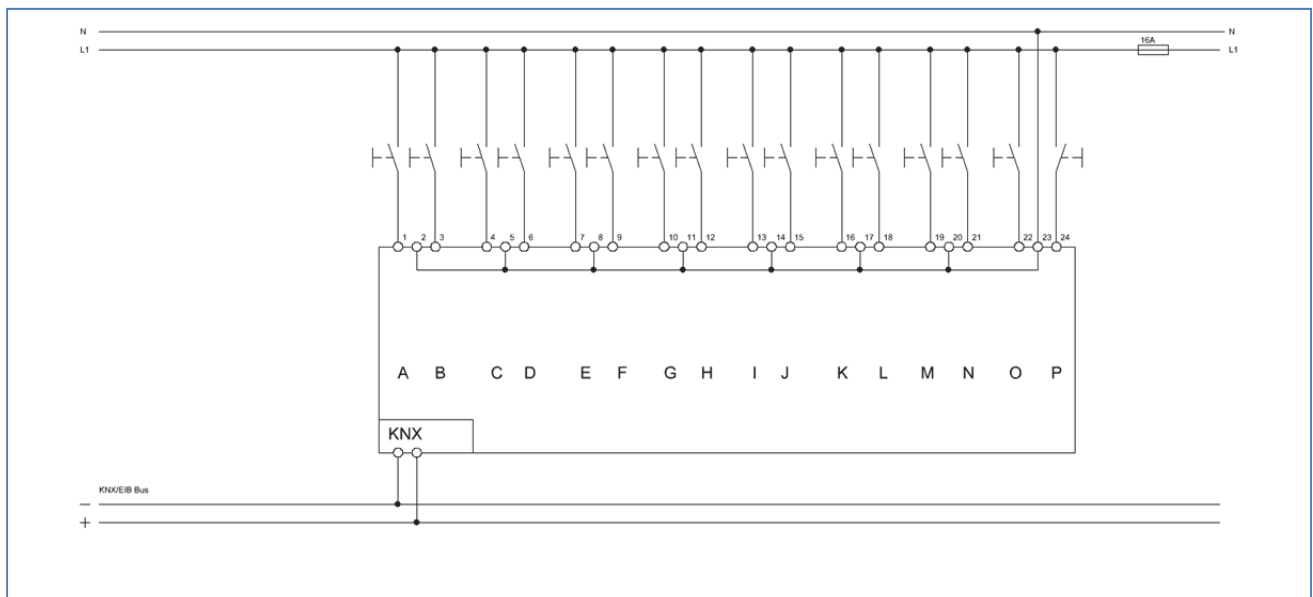 N N
16A
L1 L1
1 2 3 4 5 6 7 8 9 10 11 12 13 14 15 16 17 18 19 20 21 22 23 24
A B C D E F G H I J K L M N O P
KNX
KNX/EIB Bus
−
+